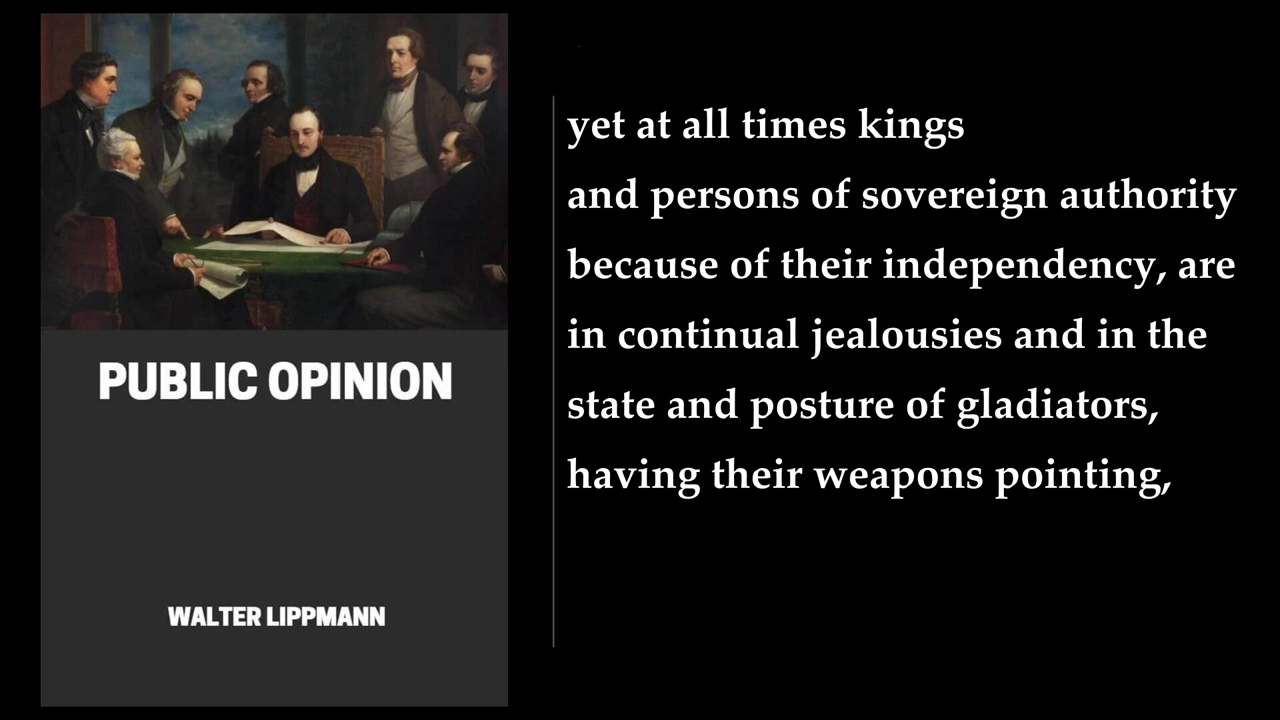 PUBLIC OPINION
WALTER LIPPMANN
yet at all times kings
and persons of sovereign authority
because of their independency, are
in continual jealousies and in the
state and posture of gladiators,
having their weapons pointing,